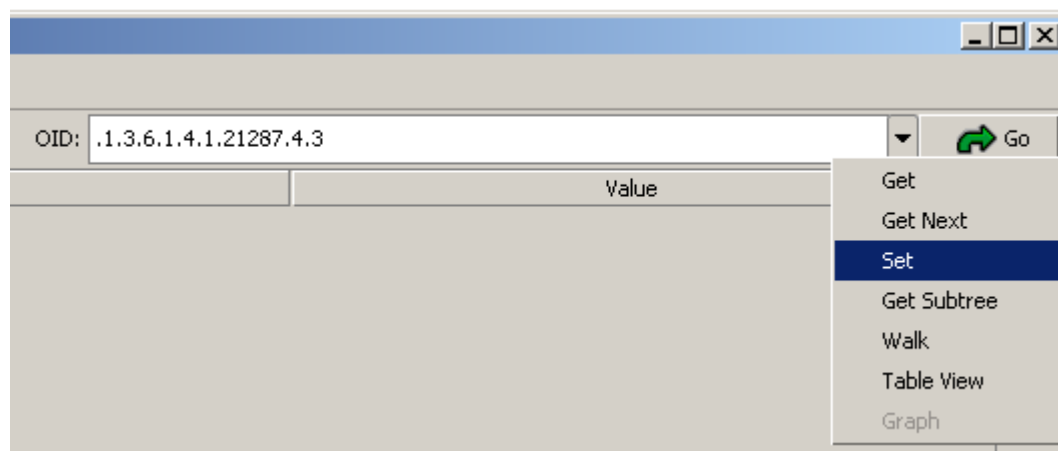 OID: .1.3.6.1.4.1.21287.4.3 Go
Value
Get
Get Next
Set
Get Subtree
Walk
Table View
Graph